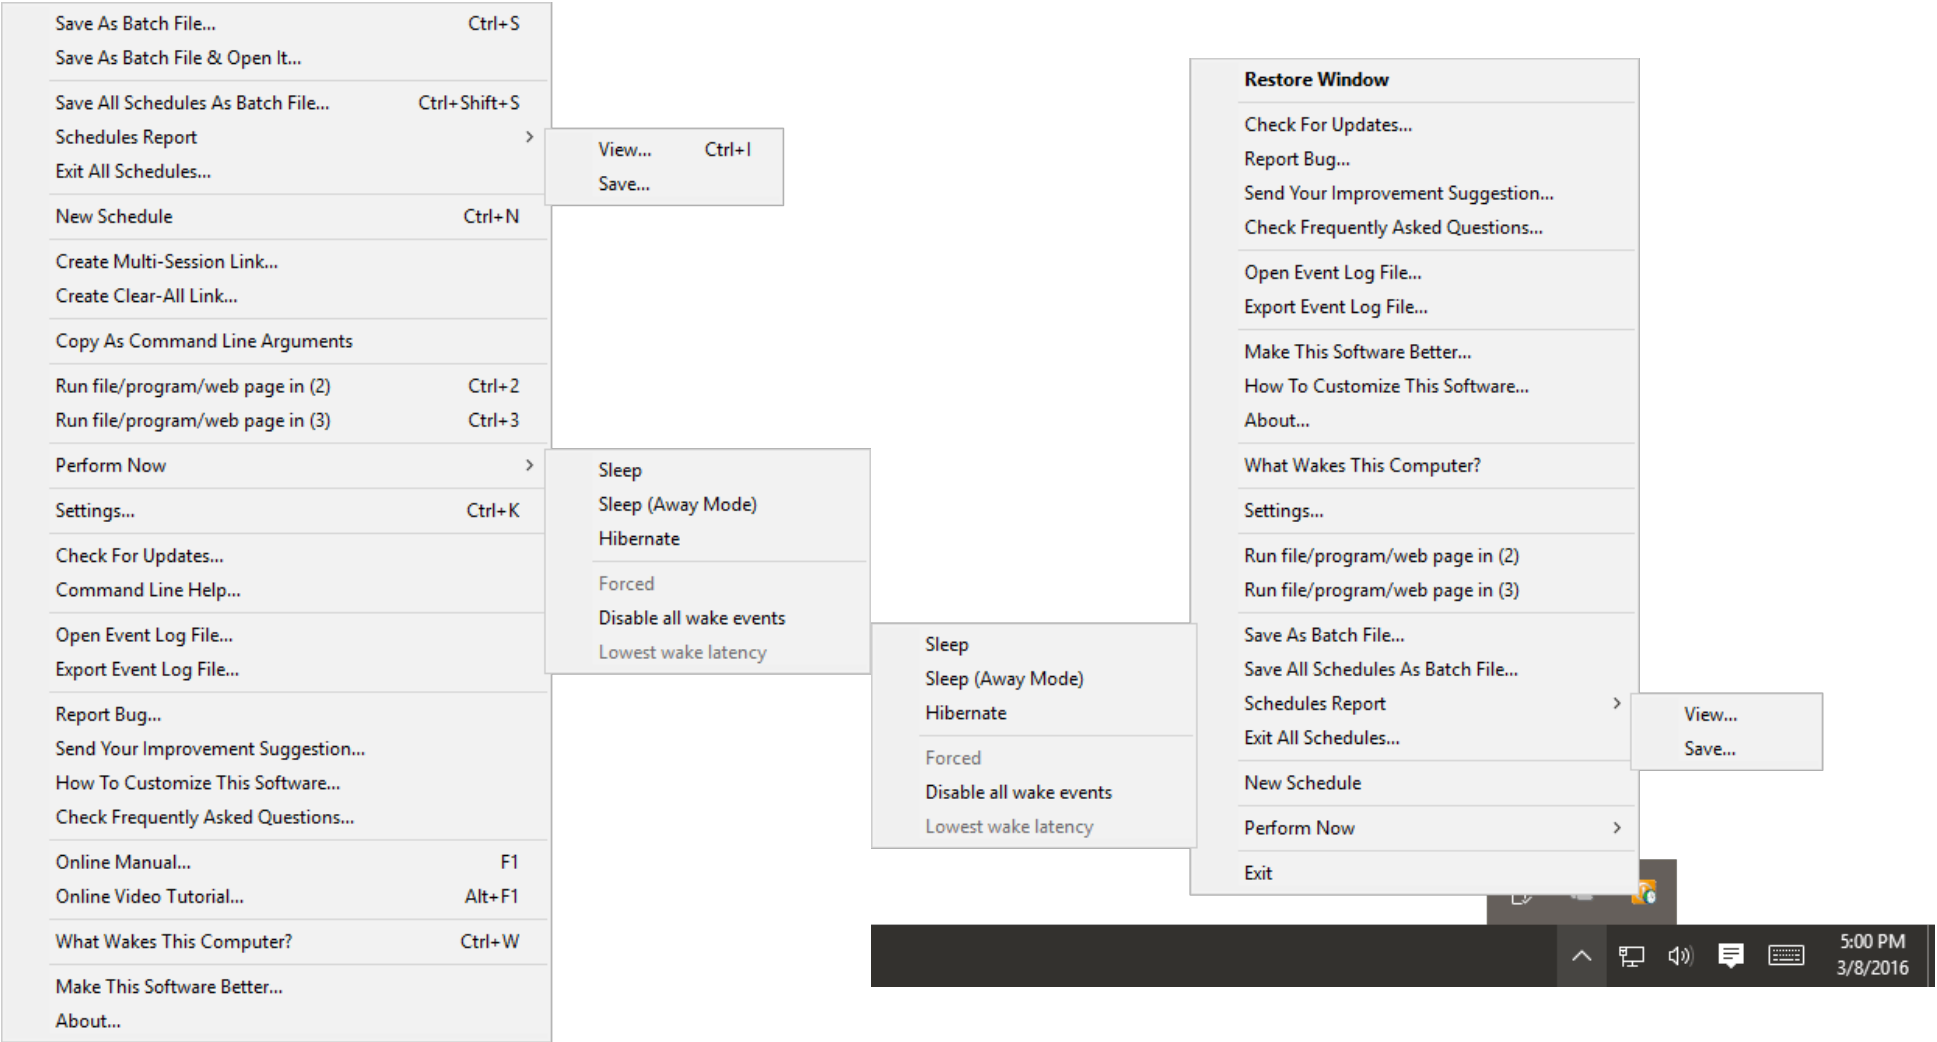 Save As Batch File... Ctrl+S
Save As Batch File & Open It...
Save All Schedules As Batch File... Ctrl+Shift+S
Schedules Report
Exit All Schedules...
New Schedule Ctrl+N
Create Multi-Session Link...
Create Clear-All Link...
Copy As Command Line Arguments
Run file/program/web page in (2) Ctrl+2
Run file/program/web page in (3) Ctrl+3
Perform Now
Settings... Ctrl+K
Check For Updates...
Command Line Help...
Open Event Log File...
Export Event Log File...
Report Bug...
Send Your Improvement Suggestion...
How To Customize This Software...
Check Frequently Asked Questions...
Online Manual... F1
Online Video Tutorial... Alt+F1
What Wakes This Computer? Ctrl+W
Make This Software Better...
About...
View... Ctrl+I
Save...
Sleep
Sleep (Away Mode)
Hibernate
Forced
Disable all wake events
Lowest wake latency
Sleep
Sleep (Away Mode)
Hibernate
Forced
Disable all wake events
Lowest wake latency
Restore Window
Check For Updates...
Report Bug...
Send Your Improvement Suggestion...
Check Frequently Asked Questions...
Open Event Log File...
Export Event Log File...
Make This Software Better...
How To Customize This Software...
About...
What Wakes This Computer?
Settings...
Run file/program/web page in (2)
Run file/program/web page in (3)
Save As Batch File...
Save All Schedules As Batch File...
Schedules Report
Exit All Schedules...
New Schedule
Perform Now
Exit
View...
Save...
5:00 PM
3/8/2016